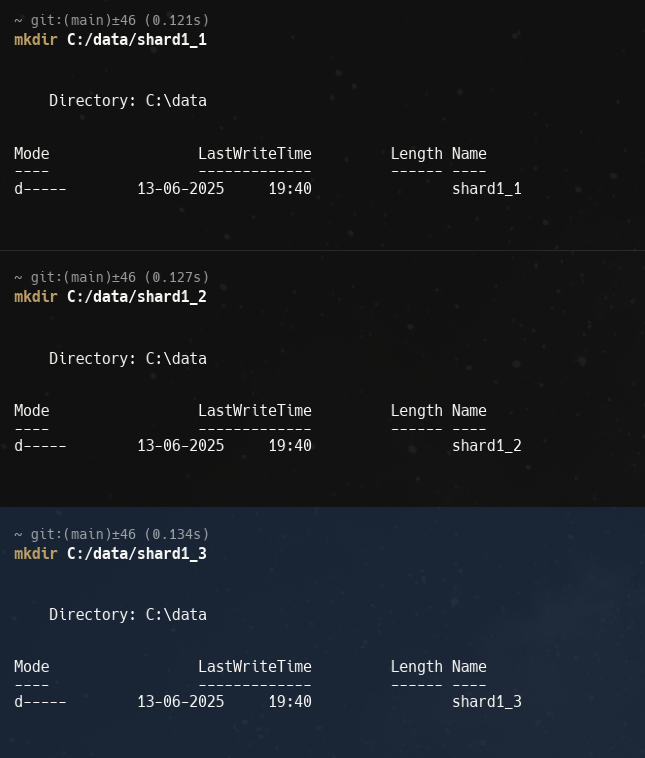 ~ git:(main)±46 (0.121s)
mkdir C:/data/shard1_1
Directory: C:\data
Mode LastWriteTime Length Name
---- ------------- ------ ----
d----- 13-06-2025 19:40 shard1_1
~ git:(main)±46 (0.127s)
mkdir C:/data/shard1_2
Directory: C:\data
Mode LastWriteTime Length Name
---- ------------- ------ ----
d----- 13-06-2025 19:40 shard1_2
~ git:(main)±46 (0.134s)
mkdir C:/data/shard1_3
Directory: C:\data
Mode LastWriteTime Length Name
---- ------------- ------ ----
d----- 13-06-2025 19:40 shard1_3